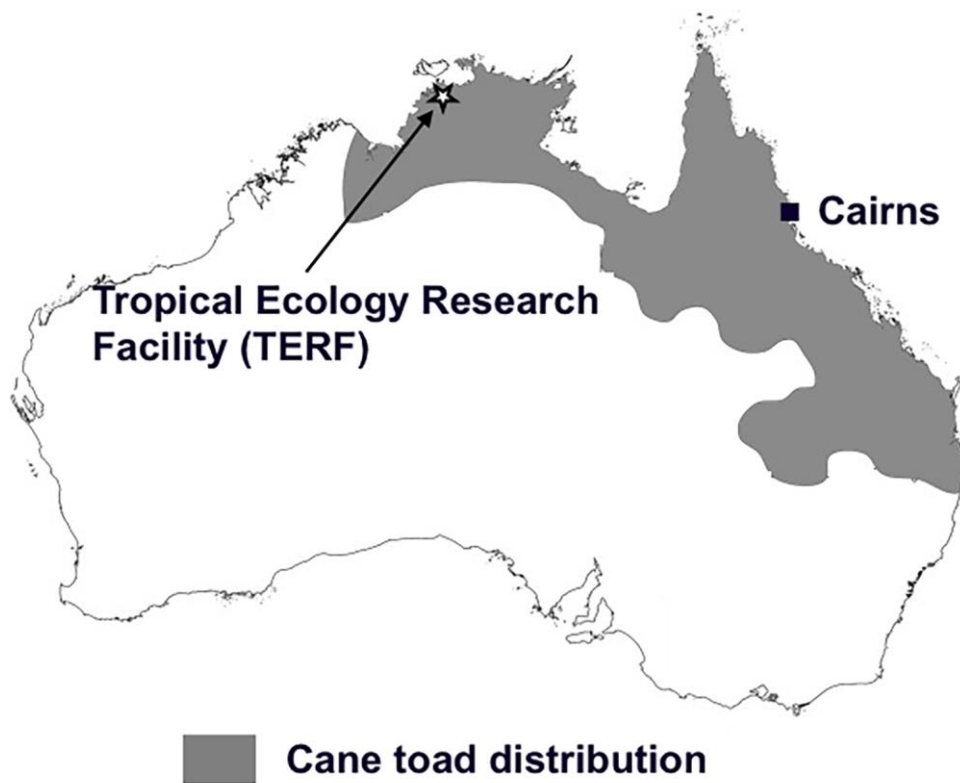 Cairns
Tropical Ecology Research
Facility (TERF)
Cane toad distribution